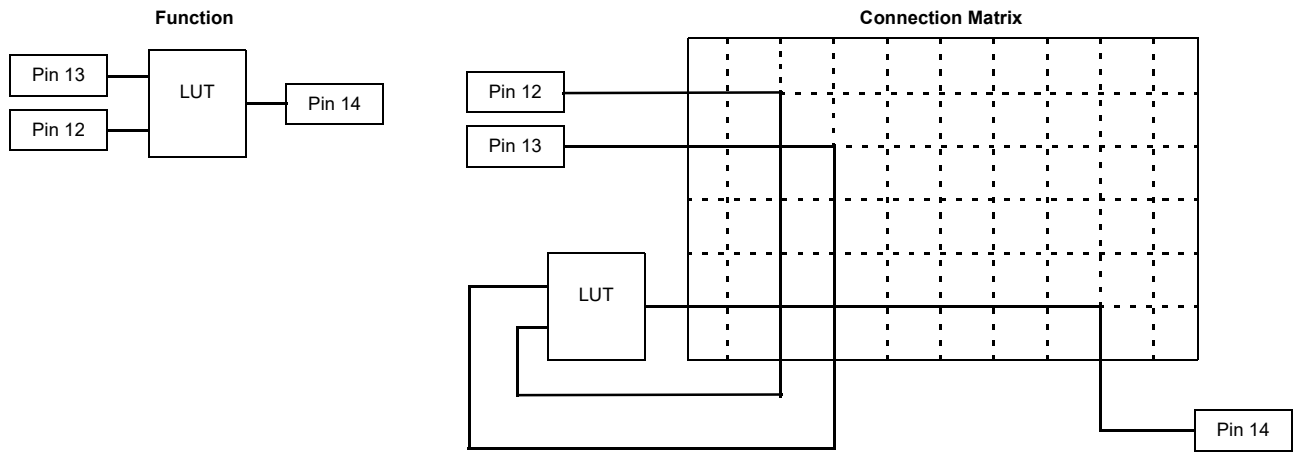 Function
Pin 13
LUT
Pin 14
Pin 12
Connection Matrix
Pin 12
Pin 13
LUT
Pin 14